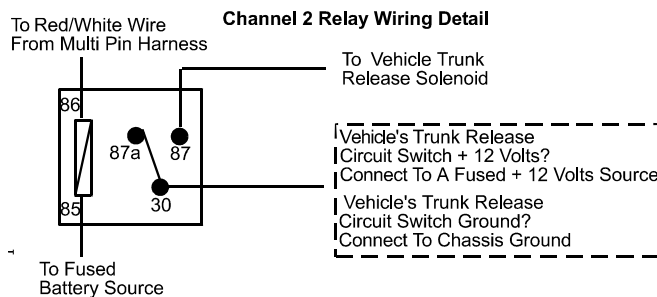 Channel 2 Relay Wiring Detail
To Red/White Wire
From Multi Pin Harness
To Vehicle Trunk
Release Solenoid
86
87a
87
85
30
Vehicle's Trunk Release
Circuit Switch + 12 Volts?
Connect To A Fused + 12 Volts Source
Vehicle's Trunk Release
Circuit Switch Ground?
Connect To Chassis Ground
To Fused
Battery Source